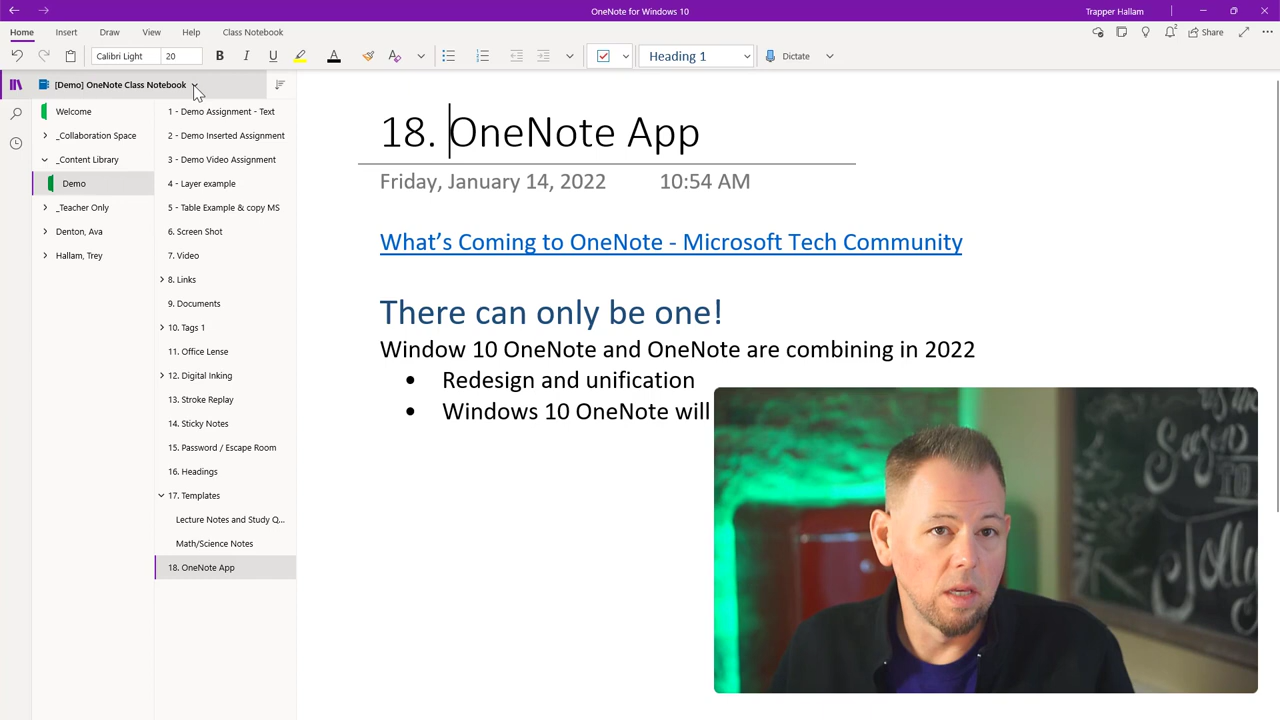 OneNote for Windows 10
Trapper Hallam
Home Insert Draw View Help Class Notebook
2 Share
Calibri Light 20 B I U A Heading 1 Dictate
[Demo] OneNote Class Notebook
Welcome
_Collaboration Space
_Content Library
Demo
_Teacher Only
Denton, Ava
Hallam, Trey
1 - Demo Assignment - Text
2 - Demo Inserted Assignment
3 - Demo Video Assignment
4 - Layer example
5 - Table Example & copy MS
6. Screen Shot
7. Video
8. Links
9. Documents
10. Tags 1
11. Office Lense
12. Digital Inking
13. Stroke Replay
14. Sticky Notes
15. Password / Escape Room
16. Headings
17. Templates
Lecture Notes and Study Q...
Math/Science Notes
18. OneNote App
18. OneNote App
Friday, January 14, 2022 10:54 AM
What's Coming to OneNote - Microsoft Tech Community
There can only be one!
Window 10 OneNote and OneNote are combining in 2022
• Redesign and unification
• Windows 10 OneNote will
Season
TO
Jolly